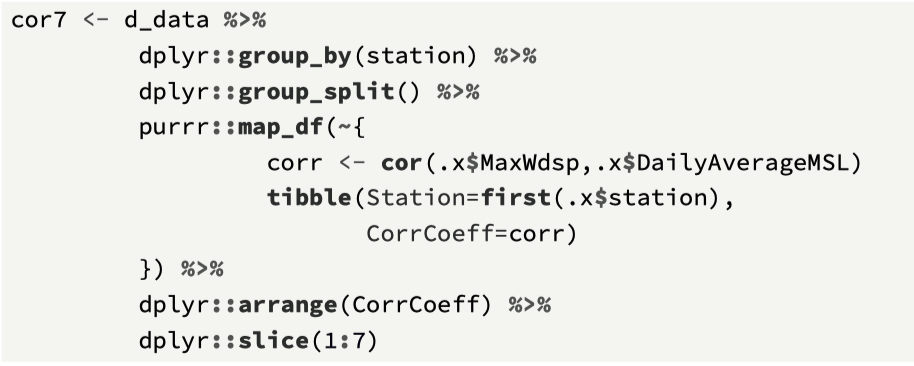 cor7 <- d_data %>%
        dplyr::group_by(station) %>%
        dplyr::group_split() %>%
        purrr::map_df(~{
                corr <- cor(.x$MaxWdsp,.x$DailyAverageMSL)
                tibble(Station=first(.x$station),
                       CorrCoeff=corr)
        }) %>%
        dplyr::arrange(CorrCoeff) %>%
        dplyr::slice(1:7)